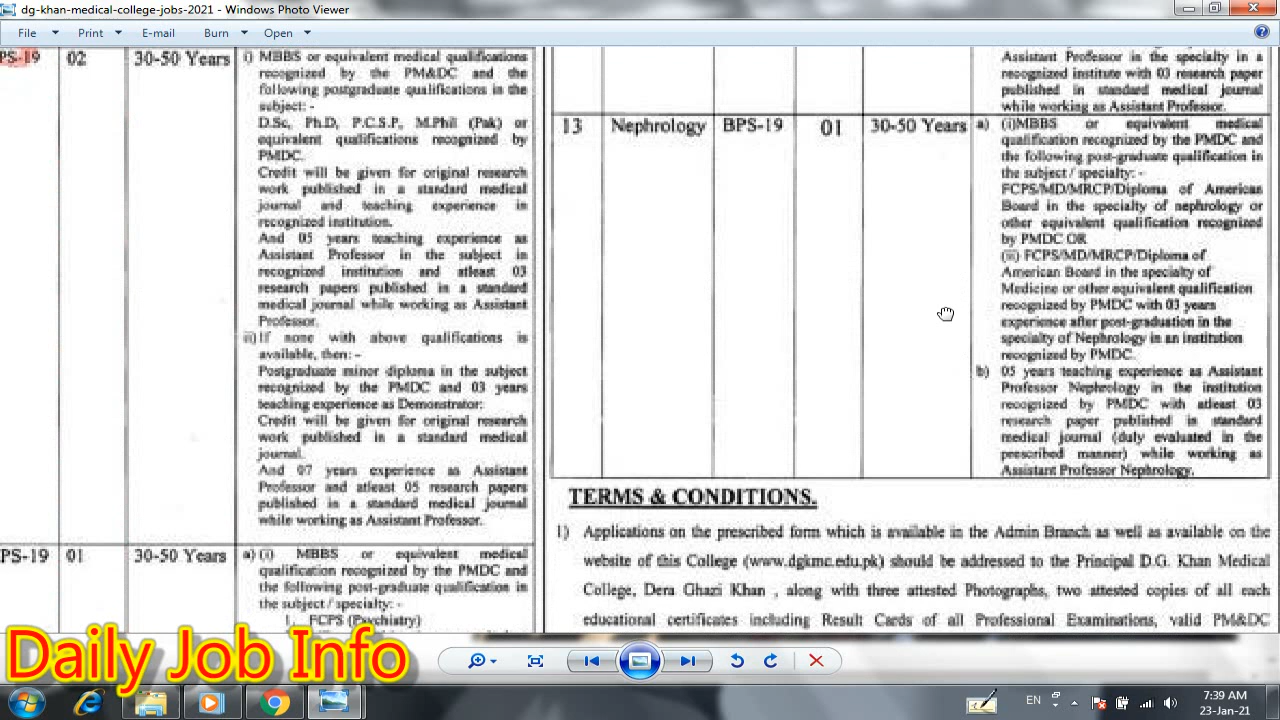 dg-khan-medical-college-jobs-2021 - Windows Photo Viewer
File Print E-mail Burn Open
PS-19 02 30-50 Years i) MBBS or equivalent medical qualifications
recognized by the PM&DC and the
following postgraduate qualifications in the
subject: -
D.Sc, Ph.D, P.C.S.P, M.Phil (Pak) or
equivalent qualifications recognized by
PMDC.
Credit will be given for original research
work published in a standard medical
journal and teaching experience in
recognized institution.
And 05 years teaching experience as
Assistant Professor in the subject in
recognized institution and atleast 03
research papers published in a standard
medical journal while working as Assistant
Professor.
ii) If none with above qualifications is
available, then: -
Postgraduate minor diploma in the subject
recognized by the PMDC and 03 years
teaching experience as Demonstrator:
Credit will be given for original research
work published in a standard medical
journal.
And 07 years experience as Assistant
Professor and atleast 05 research papers
published in a standard medical journal
while working as Assistant Professor.
PS-19 01 30-50 Years a) (i) MBBS or equivalent medical
qualification recognized by the PMDC and
the following post-graduate qualification in
the subject / specialty: -
1. FCPS (Psychiatry)
Assistant Professor in the specialty in a
recognized institute with 03 research paper
published in standard medical journal
while working as Assistant Professor.
13 Nephrology BPS-19 01 30-50 Years a) (i)MBBS or equivalent medical
qualification recognized by the PMDC and
the following post-graduate qualification in
the subject / specialty: -
FCPS/MD/MRCP/Diploma of American
Board in the specialty of nephrology or
other equivalent qualification recognized
by PMDC OR
(ii) FCPS/MD/MRCP/Diploma of
American Board in the specialty of
Medicine or other equivalent qualification
recognized by PMDC with 03 years
experience after post-graduation in the
specialty of Nephrology in an institution
recognized by PMDC.
b) 05 years teaching experience as Assistant
Professor Nephrology in the institution
recognized by PMDC with atleast 03
research paper published in standard
medical journal (duly evaluated in the
prescribed manner) while working as
Assistant Professor Nephrology.
TERMS & CONDITIONS.
1) Applications on the prescribed form which is available in the Admin Branch as well as available on the
website of this College (www.dgkmc.edu.pk) should be addressed to the Principal D.G. Khan Medical
College, Dera Ghazi Khan , along with three attested Photographs, two attested copies of all each
educational certificates including Result Cards of all Professional Examinations, valid PM&DC
Daily Job Info
EN
7:39 AM
23-Jan-21